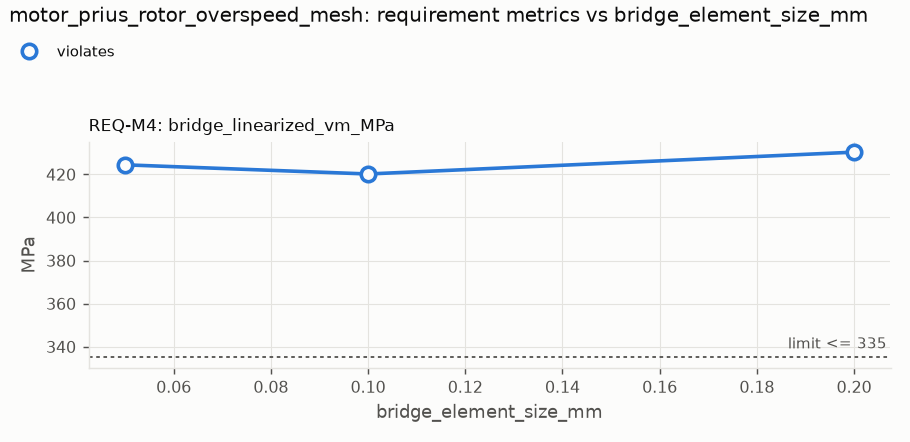 motor_prius_rotor_overspeed_mesh: requirement metrics vs bridge_element_size_mm
violates
REQ-M4: bridge_linearized_vm_MPa
420
400
380
360
340
MPa
limit <= 335
0.06
0.08
0.10
0.12
0.14
0.16
0.18
0.20
bridge_element_size_mm